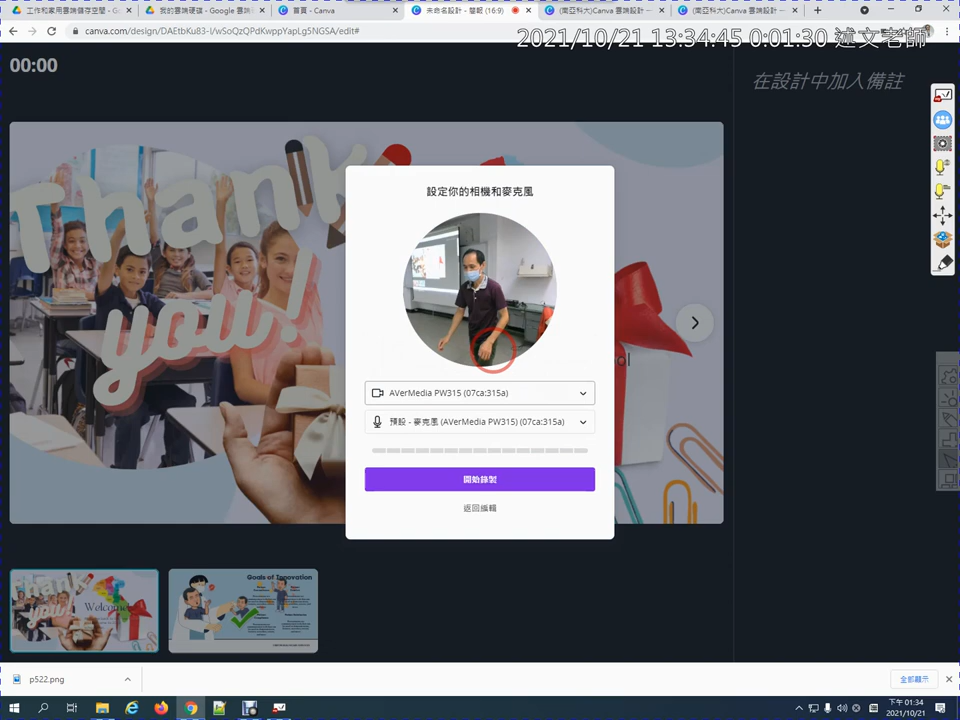 工作和家用雲端儲存空間 - G
我的雲端硬碟 - Google 雲端
首頁 - Canva
未命名設計 - 簡報 (16:9)
(南亞科大)Canva 雲端設計 -
(南亞科大)Canva 雲端設計 -
canva.com/design/DAEtbKu83-I/wSoQzQPdKwppYapLg5NGSA/edit#
2021/10/21 13:34:45 0:01:30 述文老師
00:00
在設計中加入備註
Thank
you!
設定你的相機和麥克風
AVerMedia PW315 (07ca:315a)
預設 - 麥克風 (AVerMedia PW315) (07ca:315a)
開始錄製
返回編輯
Thank
you!
Welcome
Goals of Innovation
p522.png
全部顯示
下午 01:34
2021/10/21